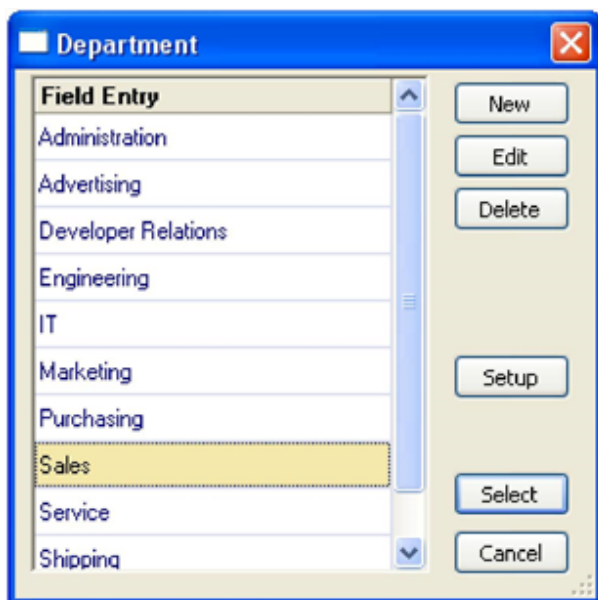 Department
Field Entry
Administration
Advertising
Developer Relations
Engineering
IT
Marketing
Purchasing
Sales
Service
Shipping
New
Edit
Delete
Setup
Select
Cancel